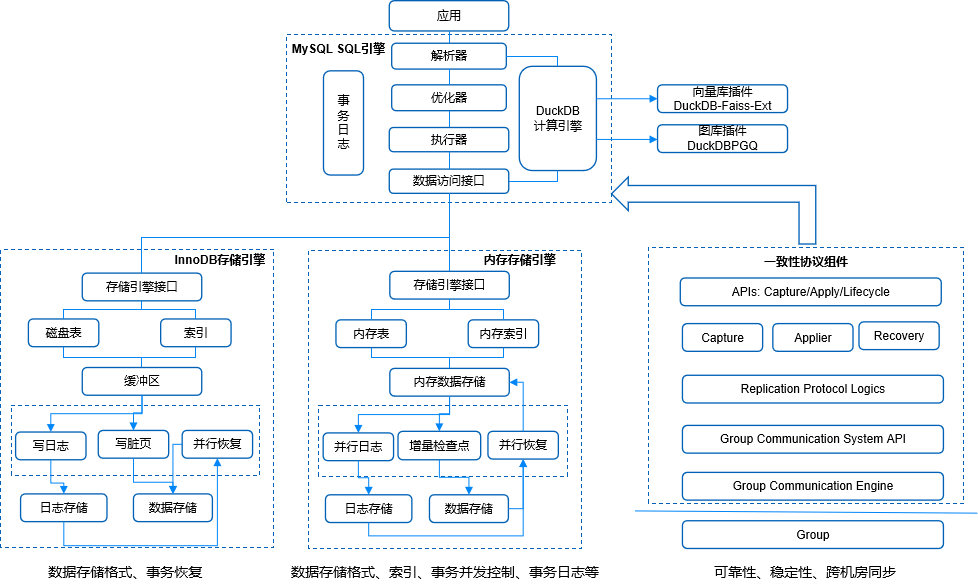 应用
MySQL SQL引擎
解析器
事
务
日
志
优化器
执行器
数据访问接口
DuckDB
计算引擎
向量库插件
DuckDB-Faiss-Ext
图库插件
DuckDBPGQ
InnoDB存储引擎
存储引擎接口
磁盘表
索引
缓冲区
写日志
写脏页
并行恢复
日志存储
数据存储
数据存储格式、事务恢复
内存存储引擎
存储引擎接口
内存表
内存索引
内存数据存储
并行日志
增量检查点
并行恢复
日志存储
数据存储
数据存储格式、索引、事务并发控制、事务日志等
一致性协议组件
APIs: Capture/Apply/Lifecycle
Capture
Applier
Recovery
Replication Protocol Logics
Group Communication System API
Group Communication Engine
Group
可靠性、稳定性、跨机房同步